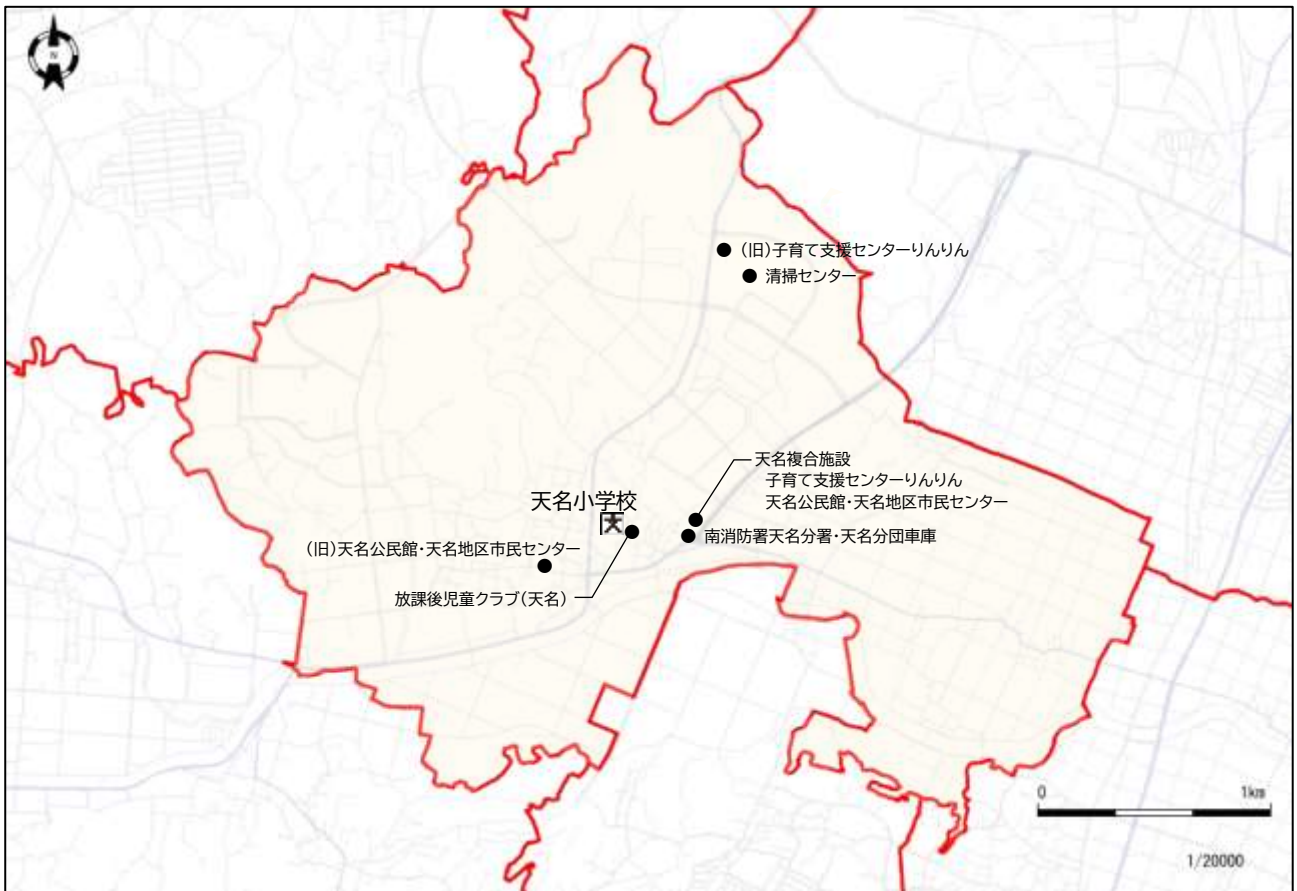 N
(旧)子育て支援センターりんりん
清掃センター
天名複合施設
子育て支援センターりんりん
天名公民館・天名地区市民センター
天名小学校
文
南消防署天名分署・天名分団車庫
(旧)天名公民館・天名地区市民センター
放課後児童クラブ(天名)
0 1km
1/20000